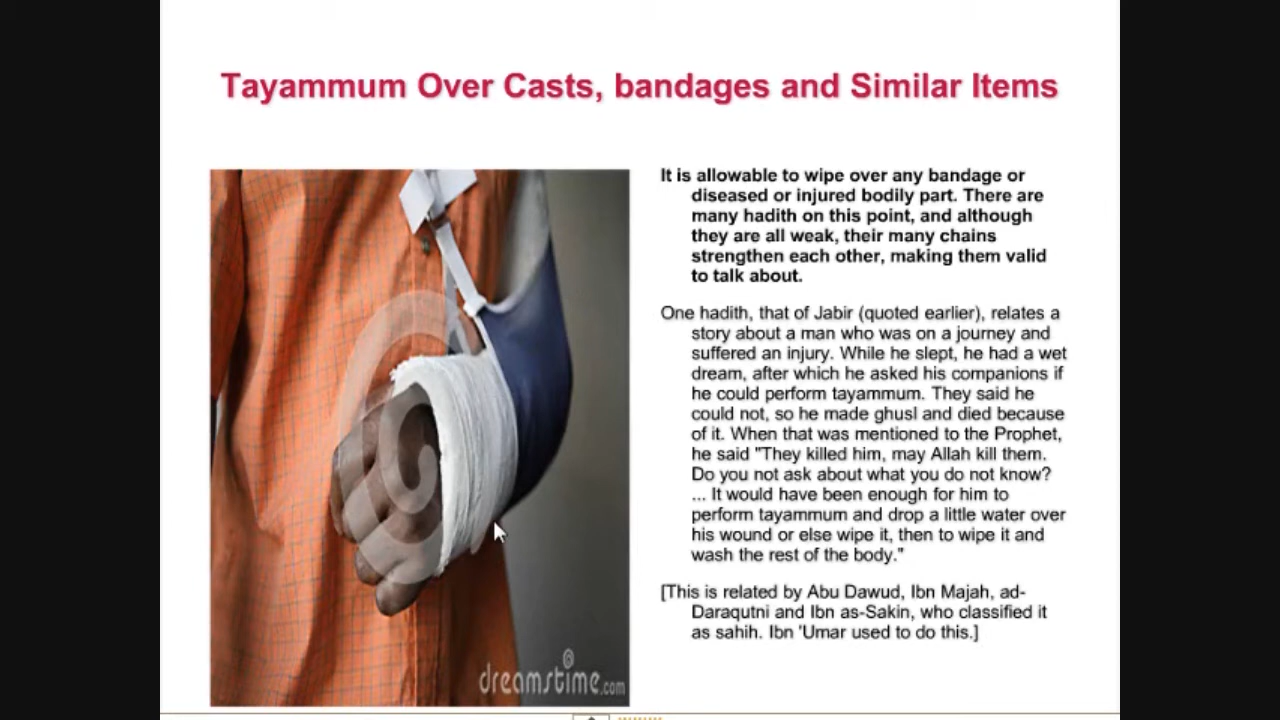 Tayammum Over Casts, bandages and Similar Items
It is allowable to wipe over any bandage or
diseased or injured bodily part. There are
many hadith on this point, and although
they are all weak, their many chains
strengthen each other, making them valid
to talk about.
One hadith, that of Jabir (quoted earlier), relates a
story about a man who was on a journey and
suffered an injury. While he slept, he had a wet
dream, after which he asked his companions if
he could perform tayammum. They said he
could not, so he made ghusl and died because
of it. When that was mentioned to the Prophet,
he said "They killed him, may Allah kill them.
Do you not ask about what you do not know?
... It would have been enough for him to
perform tayammum and drop a little water over
his wound or else wipe it, then to wipe it and
wash the rest of the body."
[This is related by Abu Dawud, Ibn Majah, ad-
Daraqutni and Ibn as-Sakin, who classified it
as sahih. Ibn 'Umar used to do this.]
dreamstime.com